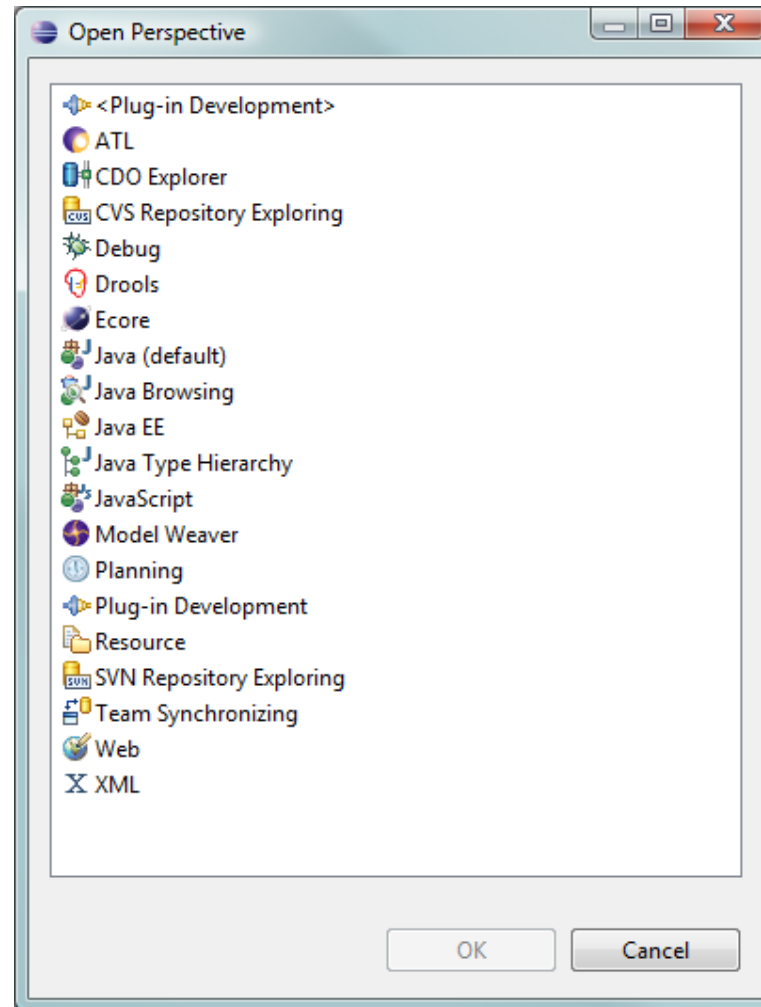 Open Perspective
<Plug-in Development>
ATL
CDO Explorer
CVS Repository Exploring
Debug
Drools
Ecore
Java (default)
Java Browsing
Java EE
Java Type Hierarchy
JavaScript
Model Weaver
Planning
Plug-in Development
Resource
SVN Repository Exploring
Team Synchronizing
Web
XML
OK Cancel